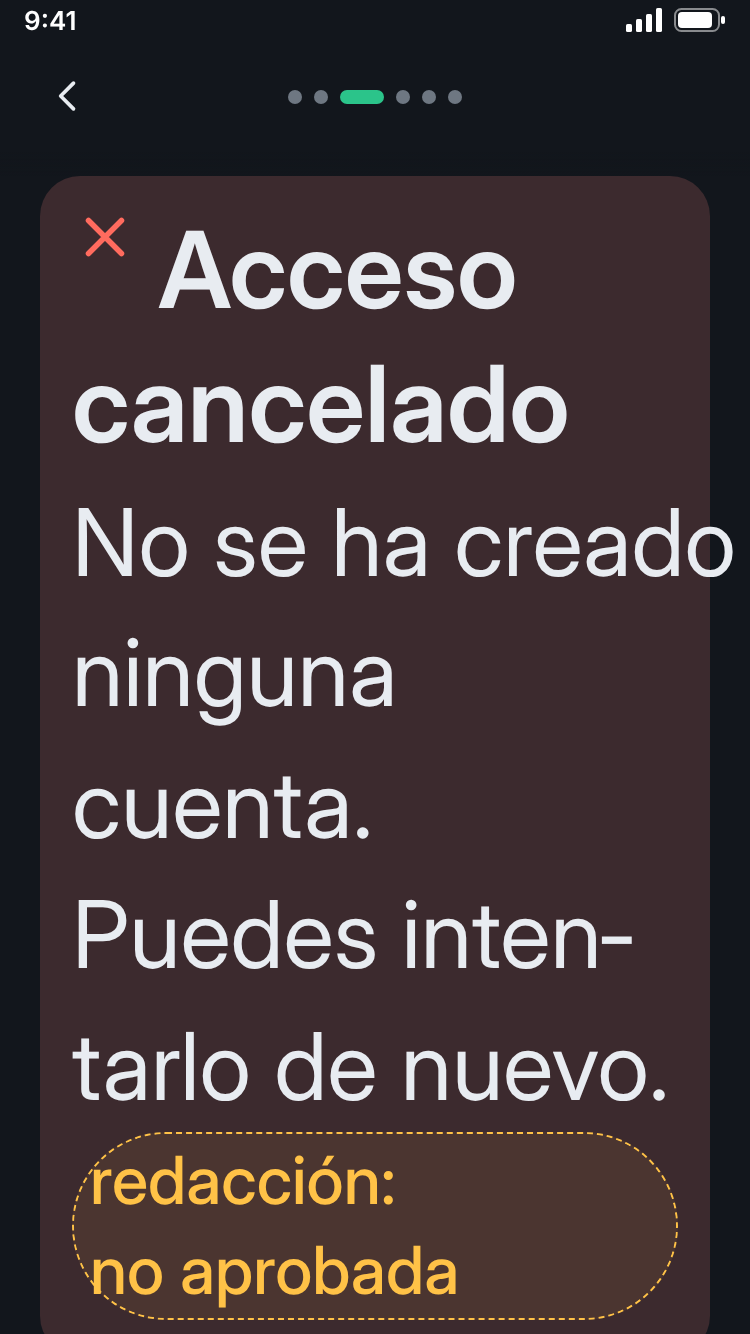 9:41
Acceso
cancelado
No se ha creado
ninguna
cuenta.
Puedes inten-
tarlo de nuevo.
redacción:
no aprobada